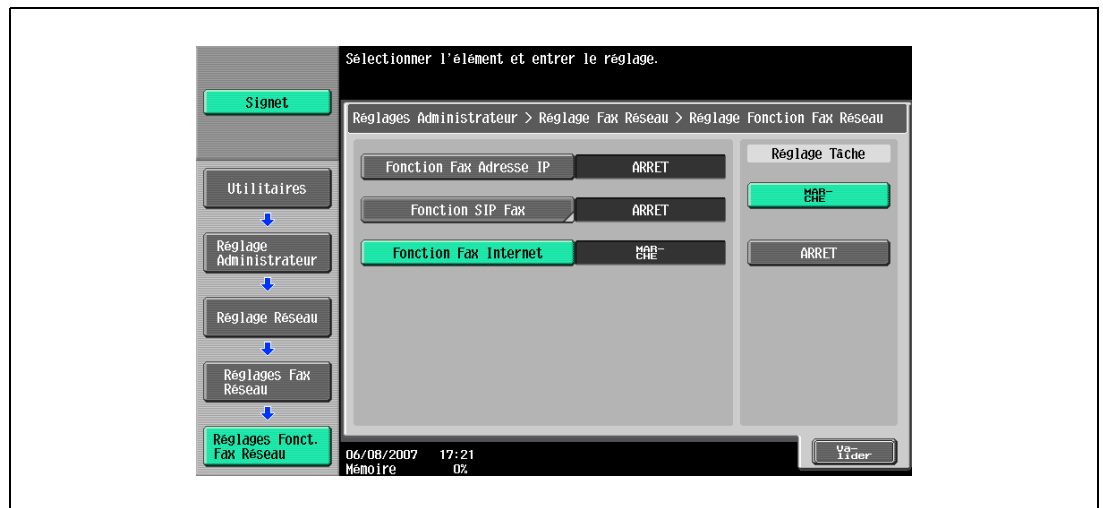 Sélectionner l'élément et entrer le réglage.
Signet
Réglages Administrateur > Réglage Fax Réseau > Réglage Fonction Fax Réseau
Utilitaires
Réglage
Administrateur
Réglage Réseau
Réglages Fax
Réseau
Réglages Fonct.
Fax Réseau
Fonction Fax Adresse IP
ARRET
Fonction SIP Fax
ARRET
Fonction Fax Internet
MAR-
CHE
Réglage Tâche
MAR-
CHE
ARRET
06/08/2007 17:21
Mémoire 0%
Va-
lider